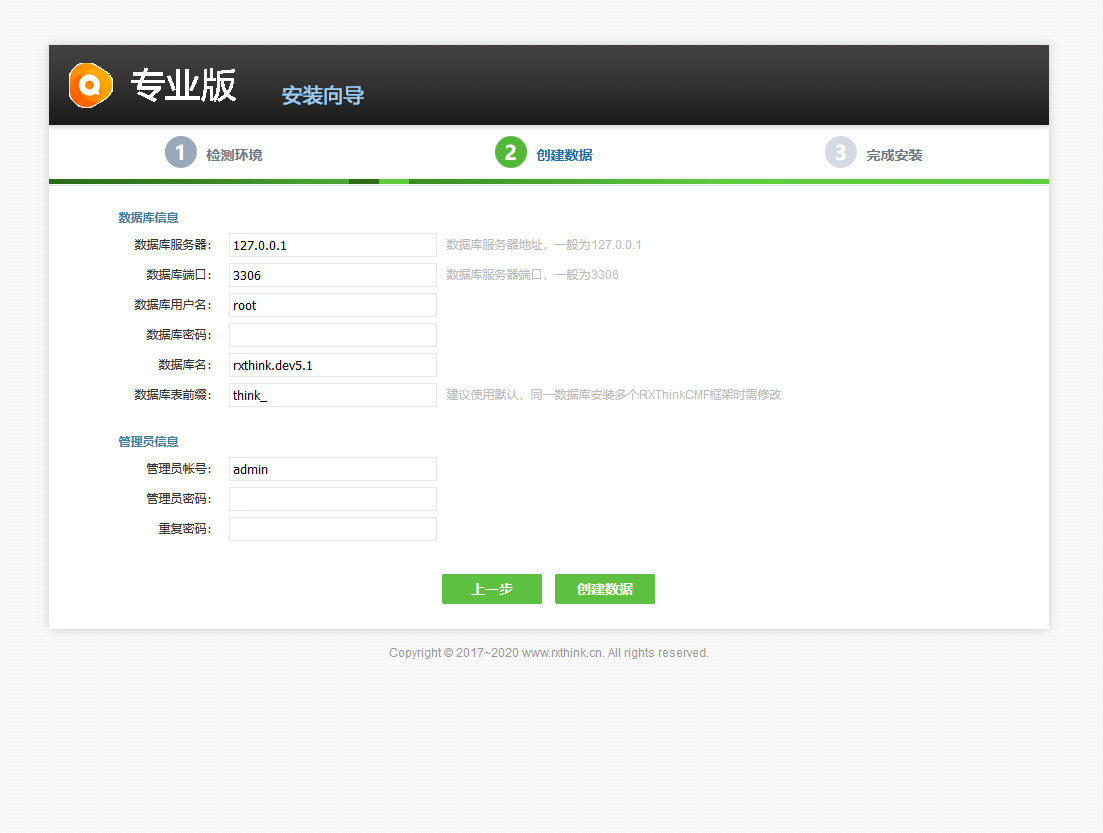 专业版 安装向导
1 检测环境 2 创建数据 3 完成安装
数据库信息
数据库服务器: 127.0.0.1 数据库服务器地址，一般为127.0.0.1
数据库端口: 3306 数据库服务器端口，一般为3306
数据库用户名: root
数据库密码:
数据库名: rxthink.dev5.1
数据库表前缀: think_ 建议使用默认，同一数据库安装多个RXThinkCMF框架时需修改
管理员信息
管理员帐号: admin
管理员密码:
重复密码:
上一步 创建数据
Copyright © 2017~2020 www.rxthink.cn. All rights reserved.